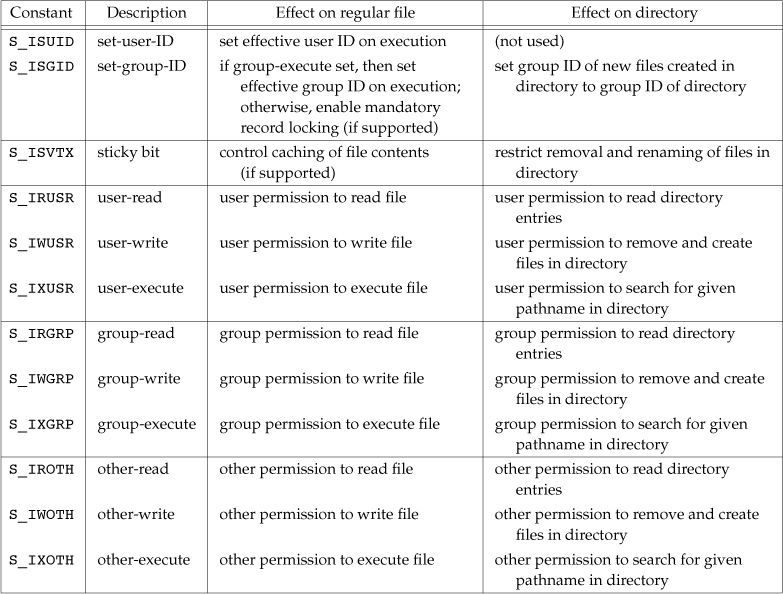 Constant Description Effect on regular file Effect on directory
S_ISUID set-user-ID set effective user ID on execution (not used)
S_ISGID set-group-ID if group-execute set, then set set group ID of new files created in
effective group ID on execution; directory to group ID of directory
otherwise, enable mandatory
record locking (if supported)
S_ISVTX sticky bit control caching of file contents restrict removal and renaming of files in
(if supported) directory
S_IRUSR user-read user permission to read file user permission to read directory
entries
S_IWUSR user-write user permission to write file user permission to remove and create
files in directory
S_IXUSR user-execute user permission to execute file user permission to search for given
pathname in directory
S_IRGRP group-read group permission to read file group permission to read directory
entries
S_IWGRP group-write group permission to write file group permission to remove and create
files in directory
S_IXGRP group-execute group permission to execute file group permission to search for given
pathname in directory
S_IROTH other-read other permission to read file other permission to read directory
entries
S_IWOTH other-write other permission to write file other permission to remove and create
files in directory
S_IXOTH other-execute other permission to execute file other permission to search for given
pathname in directory